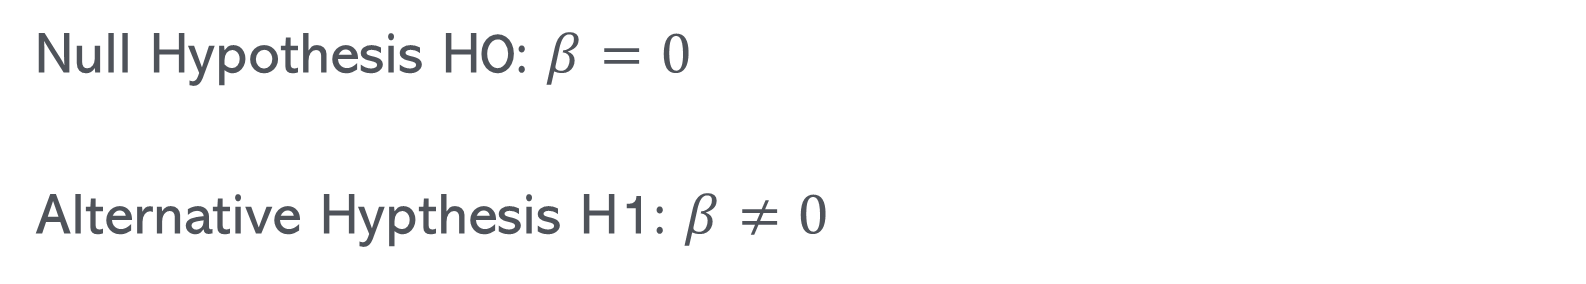 Null Hypothesis H0: β = 0
Alternative Hypthesis H1: β ≠ 0